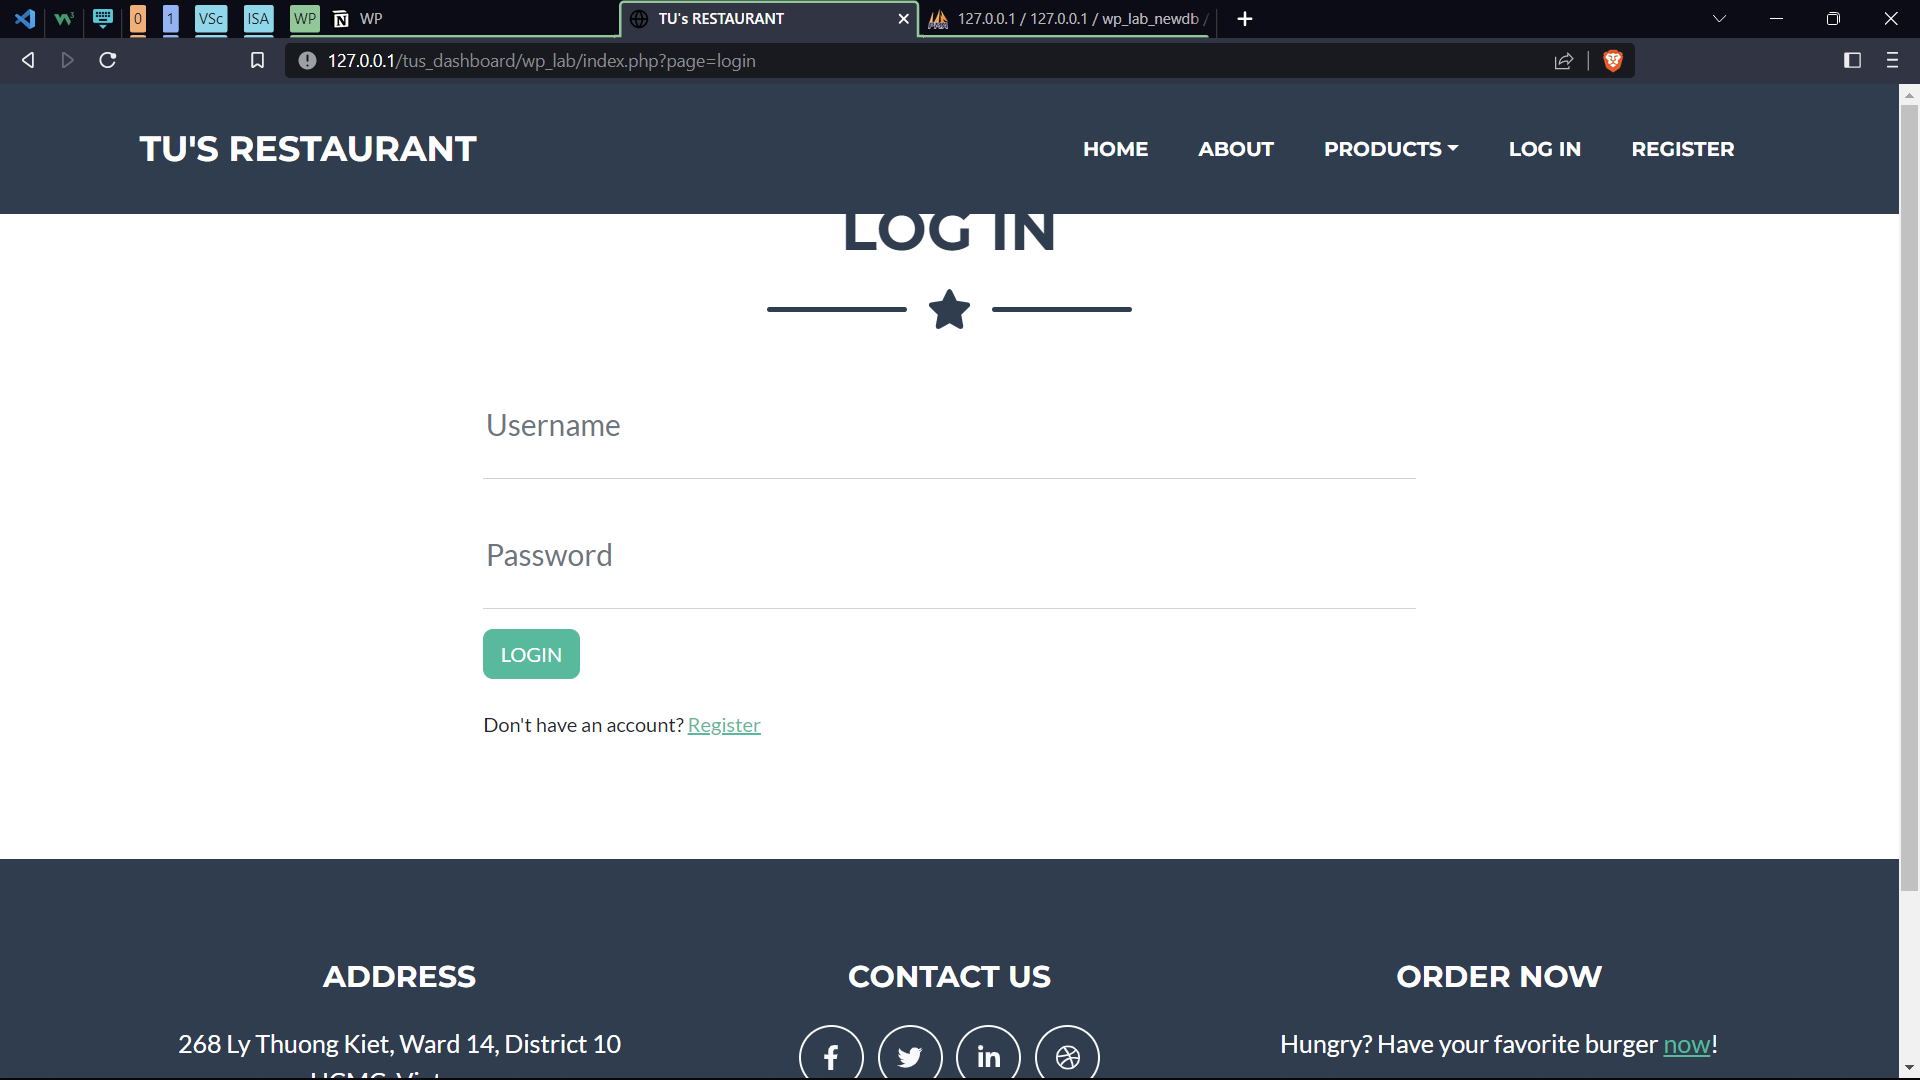 0
1
VSc
ISA
WP
WP
TU's RESTAURANT
127.0.0.1 / 127.0.0.1 / wp_lab_newdb /
127.0.0.1/tus_dashboard/wp_lab/index.php?page=login
TU'S RESTAURANT
HOME
ABOUT
PRODUCTS
LOG IN
REGISTER
LOG IN
Username
Password
LOGIN
Don't have an account? Register
ADDRESS
268 Ly Thuong Kiet, Ward 14, District 10
CONTACT US
ORDER NOW
Hungry? Have your favorite burger now!